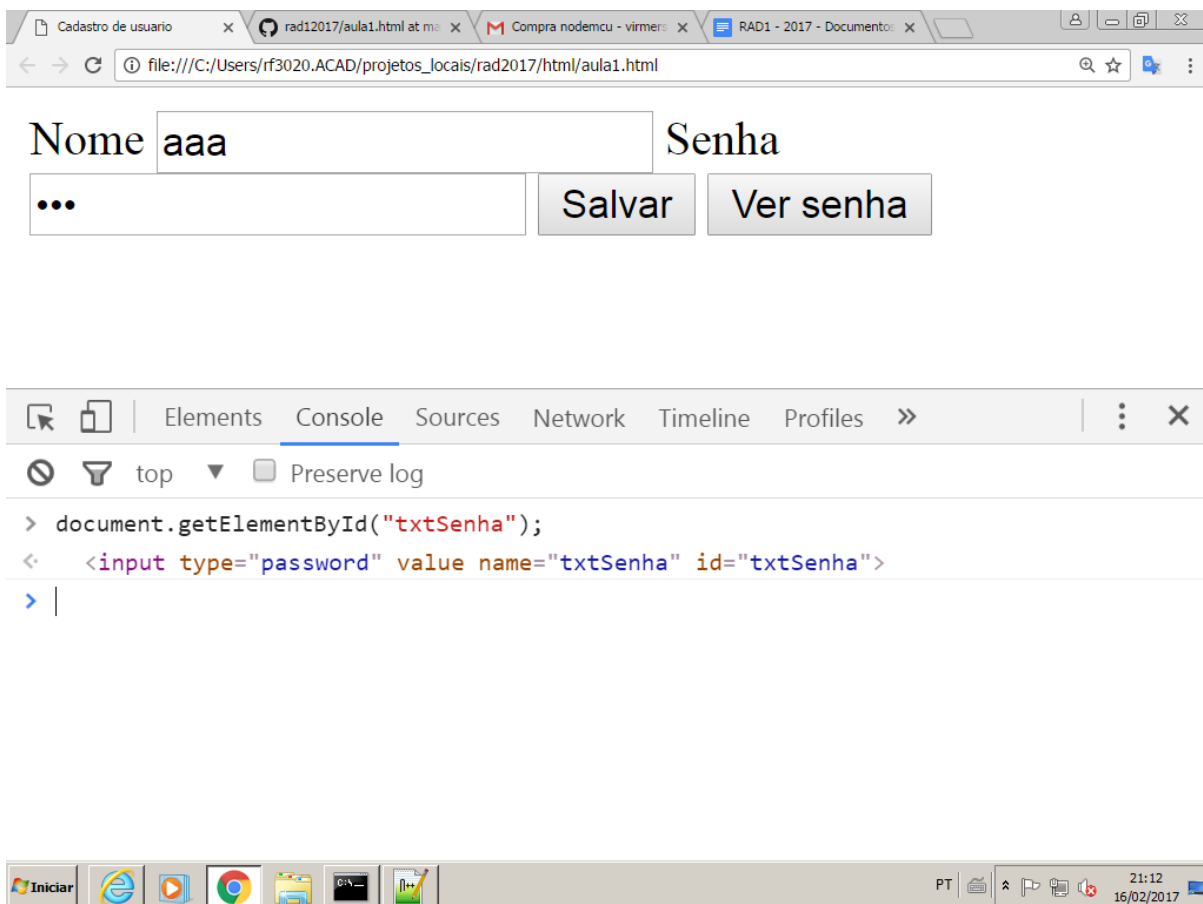 Cadastro de usuario rad12017/aula1.html at ma Compra nodemcu - virmers RAD1 - 2017 - Documentos
file:///C:/Users/rf3020.ACAD/projetos_locais/rad2017/html/aula1.html
Nome aaa Senha
••• Salvar Ver senha
Elements Console Sources Network Timeline Profiles »
top ▼ Preserve log
> document.getElementById("txtSenha");
<input type="password" value name="txtSenha" id="txtSenha">
>
Iniciar PT 21:12
16/02/2017